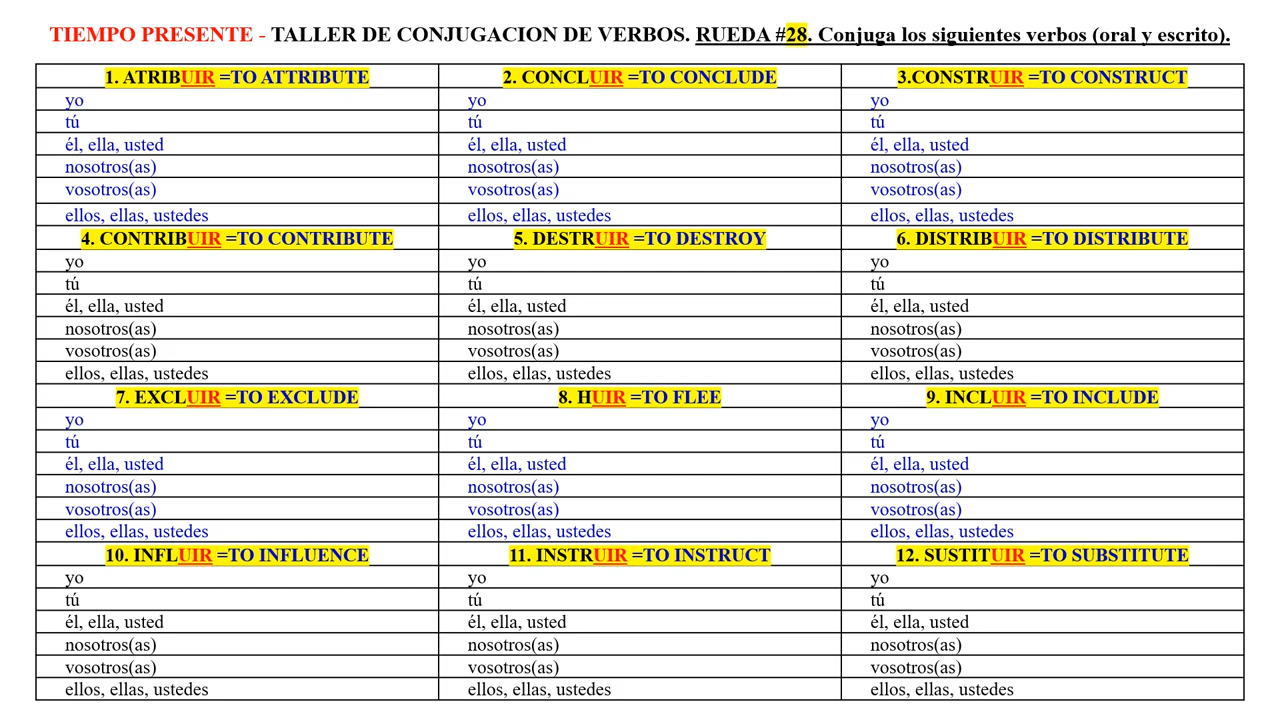 TIEMPO PRESENTE - TALLER DE CONJUGACION DE VERBOS. RUEDA #28. Conjuga los siguientes verbos (oral y escrito).
1. ATRIBUIR =TO ATTRIBUTE 2. CONCLUIR =TO CONCLUDE 3.CONSTRUIR =TO CONSTRUCT
yo yo yo
tú tú tú
él, ella, usted él, ella, usted él, ella, usted
nosotros(as) nosotros(as) nosotros(as)
vosotros(as) vosotros(as) vosotros(as)
ellos, ellas, ustedes ellos, ellas, ustedes ellos, ellas, ustedes
4. CONTRIBUIR =TO CONTRIBUTE 5. DESTRUIR =TO DESTROY 6. DISTRIBUIR =TO DISTRIBUTE
yo yo yo
tú tú tú
él, ella, usted él, ella, usted él, ella, usted
nosotros(as) nosotros(as) nosotros(as)
vosotros(as) vosotros(as) vosotros(as)
ellos, ellas, ustedes ellos, ellas, ustedes ellos, ellas, ustedes
7. EXCLUIR =TO EXCLUDE 8. HUIR =TO FLEE 9. INCLUIR =TO INCLUDE
yo yo yo
tú tú tú
él, ella, usted él, ella, usted él, ella, usted
nosotros(as) nosotros(as) nosotros(as)
vosotros(as) vosotros(as) vosotros(as)
ellos, ellas, ustedes ellos, ellas, ustedes ellos, ellas, ustedes
10. INFLUIR =TO INFLUENCE 11. INSTRUIR =TO INSTRUCT 12. SUSTITUIR =TO SUBSTITUTE
yo yo yo
tú tú tú
él, ella, usted él, ella, usted él, ella, usted
nosotros(as) nosotros(as) nosotros(as)
vosotros(as) vosotros(as) vosotros(as)
ellos, ellas, ustedes ellos, ellas, ustedes ellos, ellas, ustedes